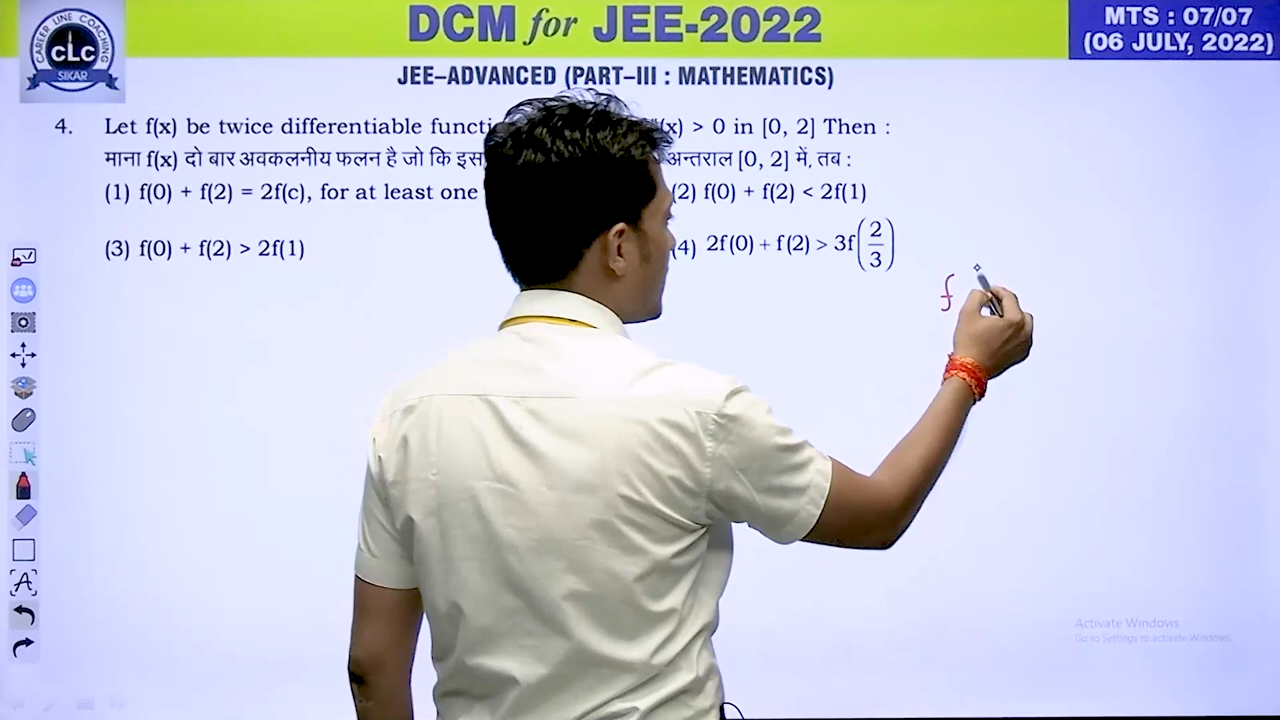 DCM for JEE-2022
MTS : 07/07
(06 JULY, 2022)
CAREER LINE COACHING
CLC
SIKAR
JEE–ADVANCED (PART–III : MATHEMATICS)
4. Let f(x) be twice differentiable (x) > 0 in [0, 2] Then :
माना f(x) दो बार अवकलनीय फलन है जो कि अन्तराल [0, 2] में, तब :
(1) f(0) + f(2) = 2f(c), for at least one (2) f(0) + f(2) < 2f(1)
(3) f(0) + f(2) > 2f(1) (4) 2f(0) + f(2) > 3f(2/3)
f
Activate Windows
Go to Settings to activate Windows.